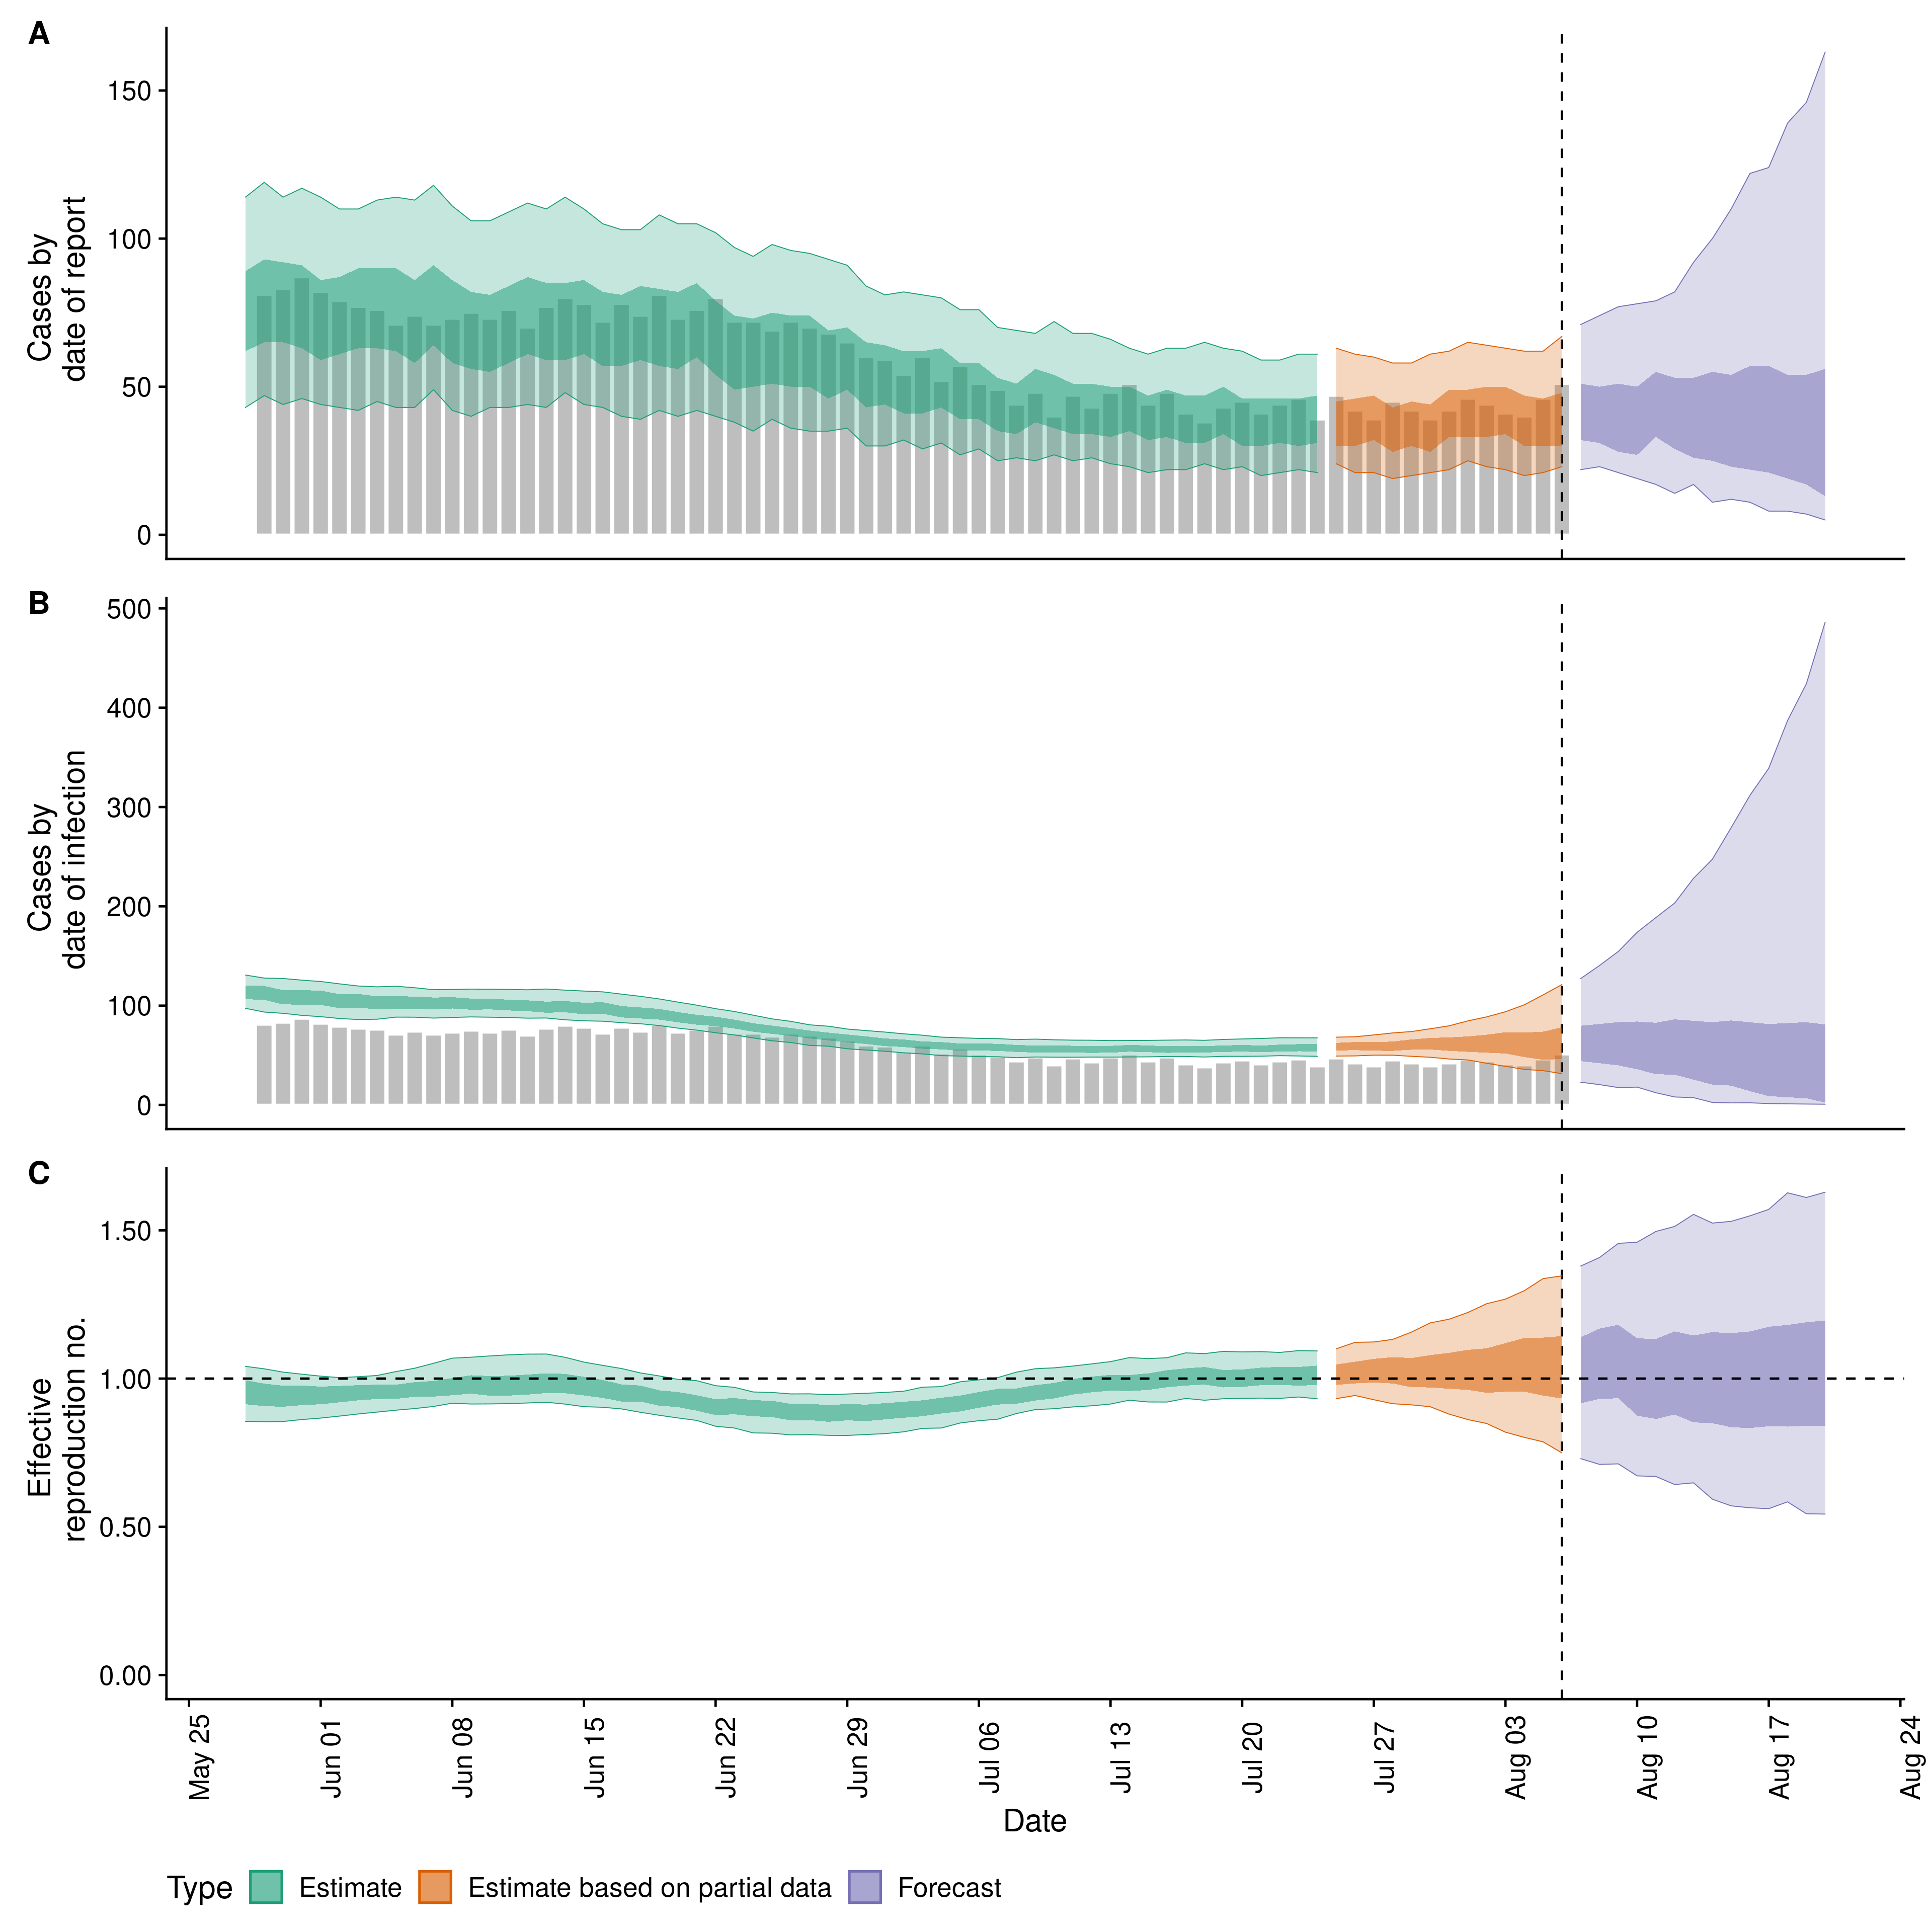 A
Cases by
date of report
150
100
50
0
B
Cases by
date of infection
500
400
300
200
100
0
C
Effective
reproduction no.
1.50
1.00
0.50
0.00
May 25
Jun 01
Jun 08
Jun 15
Jun 22
Jun 29
Jul 06
Jul 13
Jul 20
Jul 27
Aug 03
Aug 10
Aug 17
Aug 24
Date
Type Estimate Estimate based on partial data Forecast